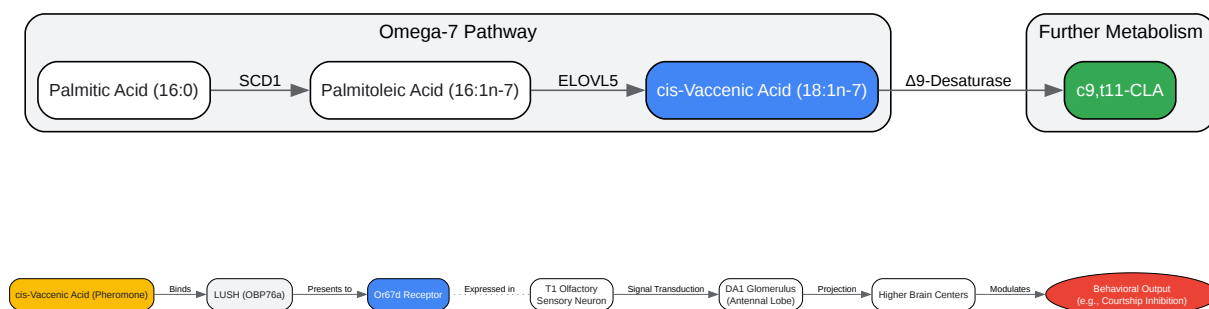 Omega-7 Pathway
Further Metabolism
Palmitic Acid (16:0)
SCD1
Palmitoleic Acid (16:1n-7)
ELOVL5
cis-Vaccenic Acid (18:1n-7)
Δ9-Desaturase
c9,t11-CLA
cis-Vaccenic Acid (Pheromone)
Binds
LUSH (OBP76a)
Presents to
Or67d Receptor
Expressed in
T1 Olfactory
Sensory Neuron
Signal Transduction
DA1 Glomerulus
(Antennal Lobe)
Projection
Higher Brain Centers
Modulates
Behavioral Output
(e.g., Courtship Inhibition)